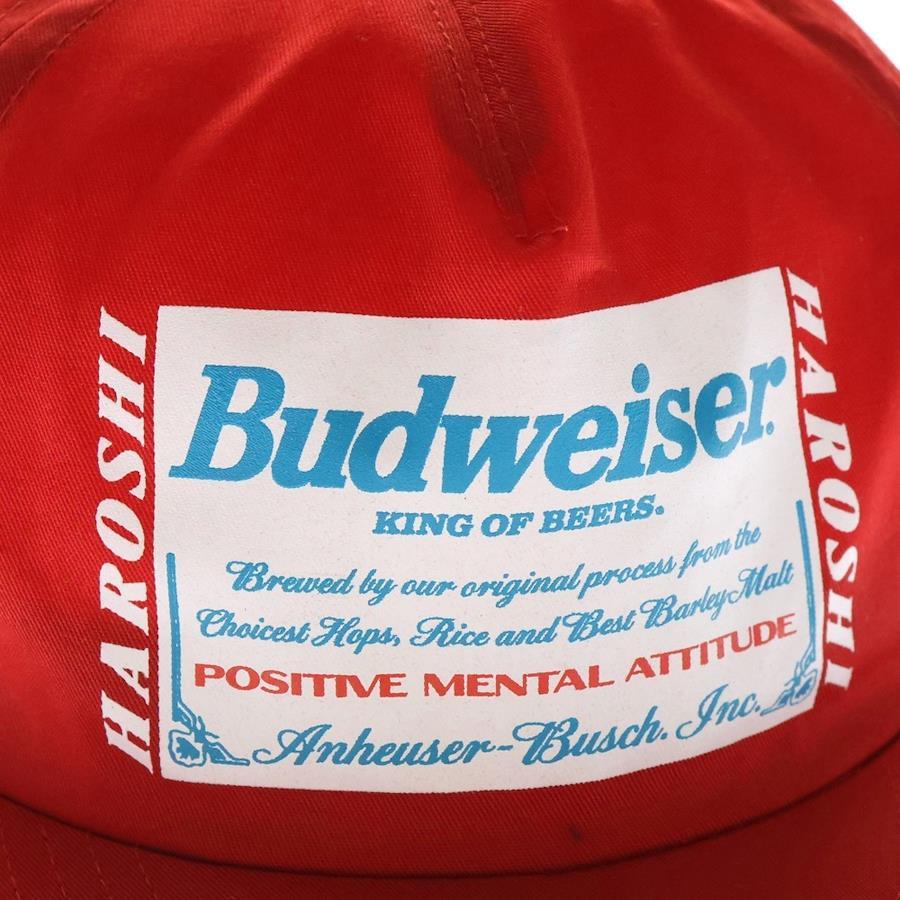 HAROSHI
Budweiser.
KING OF BEERS.
Brewed by our original process from the
Choicest Hops, Rice and Best Barley Malt
POSITIVE MENTAL ATTITUDE
Anheuser-Busch. Inc.
HAROSHI